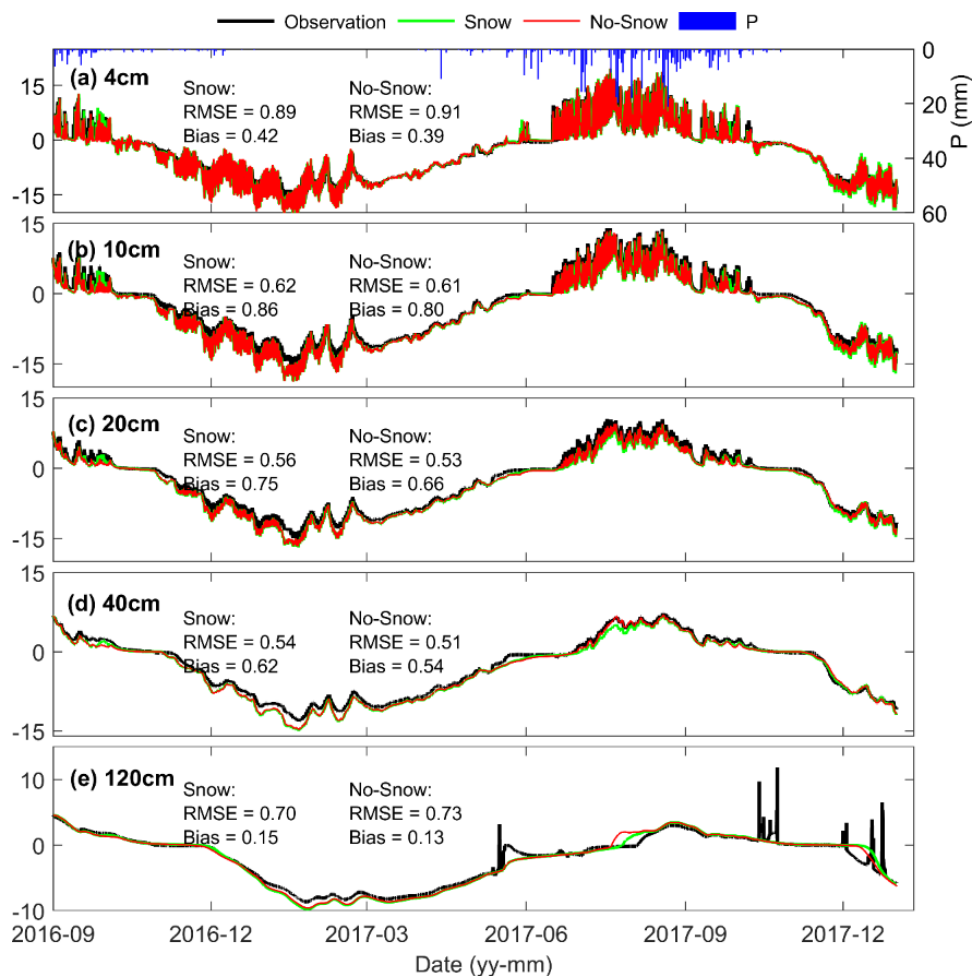 Observation Snow No-Snow P
(a) 4cm
Snow: No-Snow:
RMSE = 0.89 RMSE = 0.91
Bias = 0.42 Bias = 0.39
15
0
-15
0
20
40
60
P (mm)
(b) 10cm
Snow: No-Snow:
RMSE = 0.62 RMSE = 0.61
Bias = 0.86 Bias = 0.80
15
0
-15
(c) 20cm
Snow: No-Snow:
RMSE = 0.56 RMSE = 0.53
Bias = 0.75 Bias = 0.66
15
0
-15
(d) 40cm
Snow: No-Snow:
RMSE = 0.54 RMSE = 0.51
Bias = 0.62 Bias = 0.54
15
0
-15
(e) 120cm
Snow: No-Snow:
RMSE = 0.70 RMSE = 0.73
Bias = 0.15 Bias = 0.13
10
0
-10
2016-09 2016-12 2017-03 2017-06 2017-09 2017-12
Date (yy-mm)